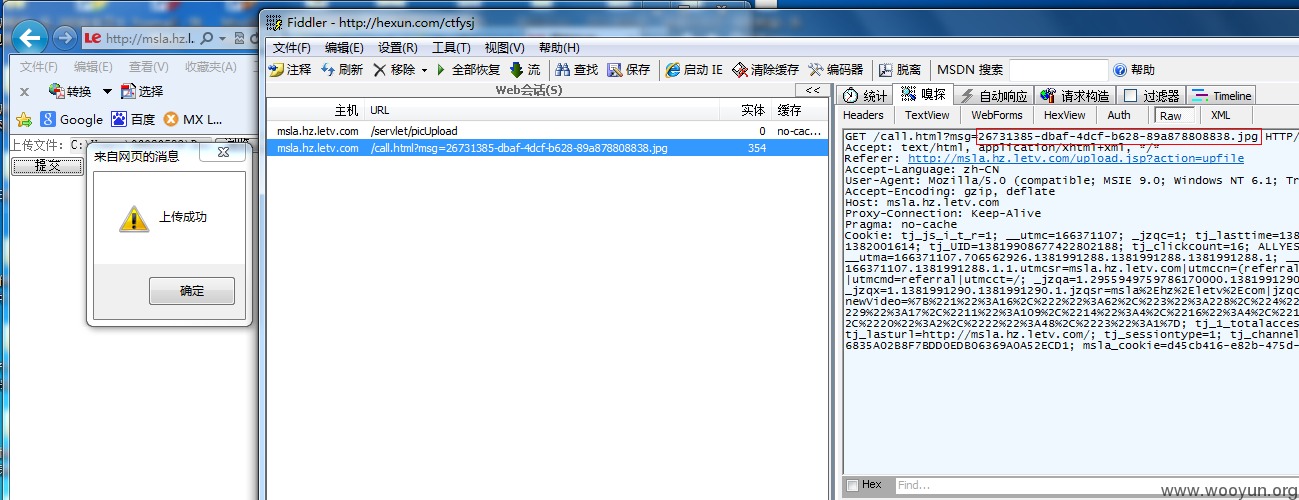 Fiddler - http://hexun.com/ctfysj
http://msla.hz.l.
文件(F) 编辑(E) 查看(V) 收藏夹(A)
x 转换 选择
Google 百度 MX L...
上传文件:
提交
来自网页的消息
上传成功
确定
文件(F) 编辑(E) 设置(R) 工具(T) 视图(V) 帮助(H)
注释 刷新 移除 全部恢复 流 查找 保存 启动 IE 清除缓存 编码器 脱离 MSDN 搜索 帮助
Web会话(S) <<
主机 URL 实体 缓存
msla.hz.letv.com /servlet/picUpload 0 no-cac...
msla.hz.letv.com /call.html?msg=26731385-dbaf-4dcf-b628-89a878808838.jpg 354
统计 嗅探 自动响应 请求构造 过滤器 Timeline
Headers TextView WebForms HexView Auth Raw XML
GET /call.html?msg=26731385-dbaf-4dcf-b628-89a878808838.jpg HTTP/
Accept: text/html, application/xhtml+xml, */*
Referer: http://msla.hz.letv.com/upload.jsp?action=upfile
Accept-Language: zh-CN
User-Agent: Mozilla/5.0 (compatible; MSIE 9.0; Windows NT 6.1; Tr
Accept-Encoding: gzip, deflate
Host: msla.hz.letv.com
Proxy-Connection: Keep-Alive
Pragma: no-cache
Cookie: tj_js_i_t_r=1; __utmc=166371107; _jzqc=1; tj_lasttime=138
1382001614; tj_UID=13819908677422802188; tj_clickcount=16; ALLYES
__utma=166371107.706562926.1381991288.1381991288.1381991288.1; __
166371107.1381991288.1.1.utmcsr=msla.hz.letv.com|utmccn=(referral
|utmcmd=referral|utmcct=/; _jzqa=1.2955949759786170000.1381991290
_jzqx=1.1381991290.1381991290.1.jzqsr=msla%2Ehz%2Eletv%2Ecom|jzqc
newVideo=%7B%221%22%3A16%2C%222%22%3A62%2C%223%22%3A228%2C%224%22
229%22%3A17%2C%2211%22%3A109%2C%2214%22%3A4%2C%2216%22%3A4%2C%221
2C%2220%22%3A2%2C%2222%22%3A48%2C%2223%22%3A1%7D; tj_1_totalacces
tj_lasturl=http://msla.hz.letv.com/; tj_sessiontype=1; tj_channel
6835A02B8F7BDD0EDB06369A0A52ECD1; msla_cookie=d45cb416-e82b-475d-
Hex Find...
www.wooyun.org